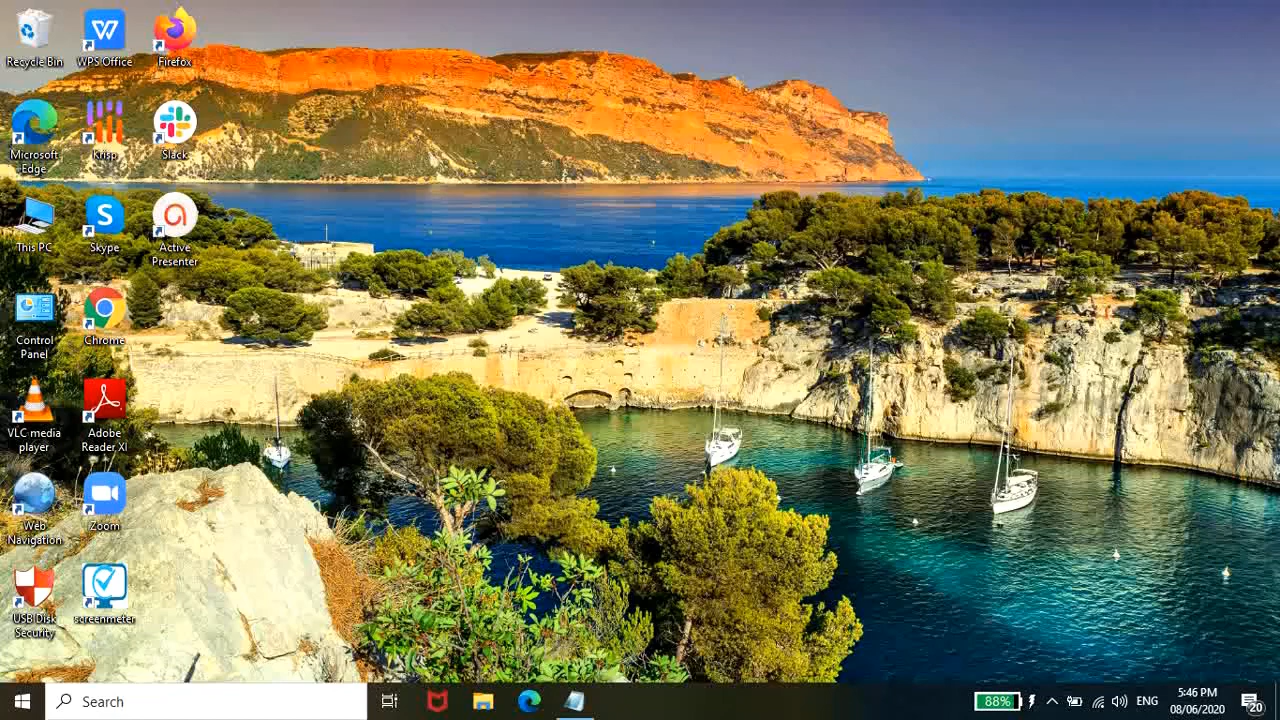 Recycle Bin
WPS Office
Firefox
Microsoft
Edge
Krisp
Slack
This PC
Skype
Active
Presenter
Control
Panel
Chrome
VLC media
player
Adobe
Reader XI
Web
Navigation
Zoom
USB Disk
Security
screenmeter
Search
88%
ENG
5:46 PM
08/06/2020
20